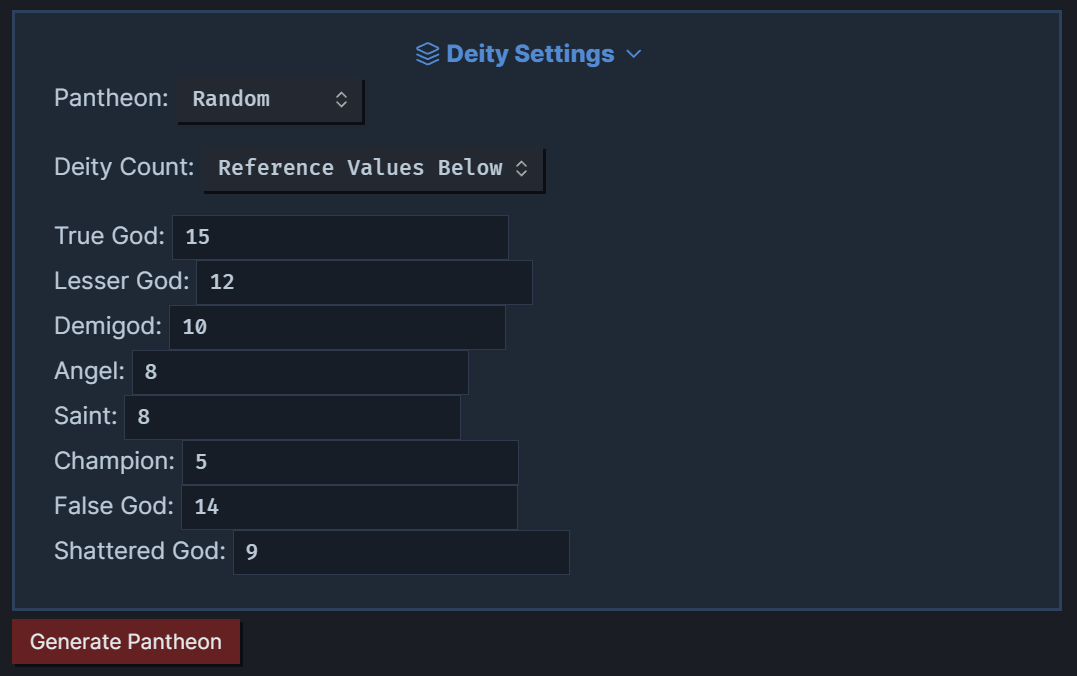 Deity Settings
Pantheon: Random
Deity Count: Reference Values Below
True God: 15
Lesser God: 12
Demigod: 10
Angel: 8
Saint: 8
Champion: 5
False God: 14
Shattered God: 9
Generate Pantheon